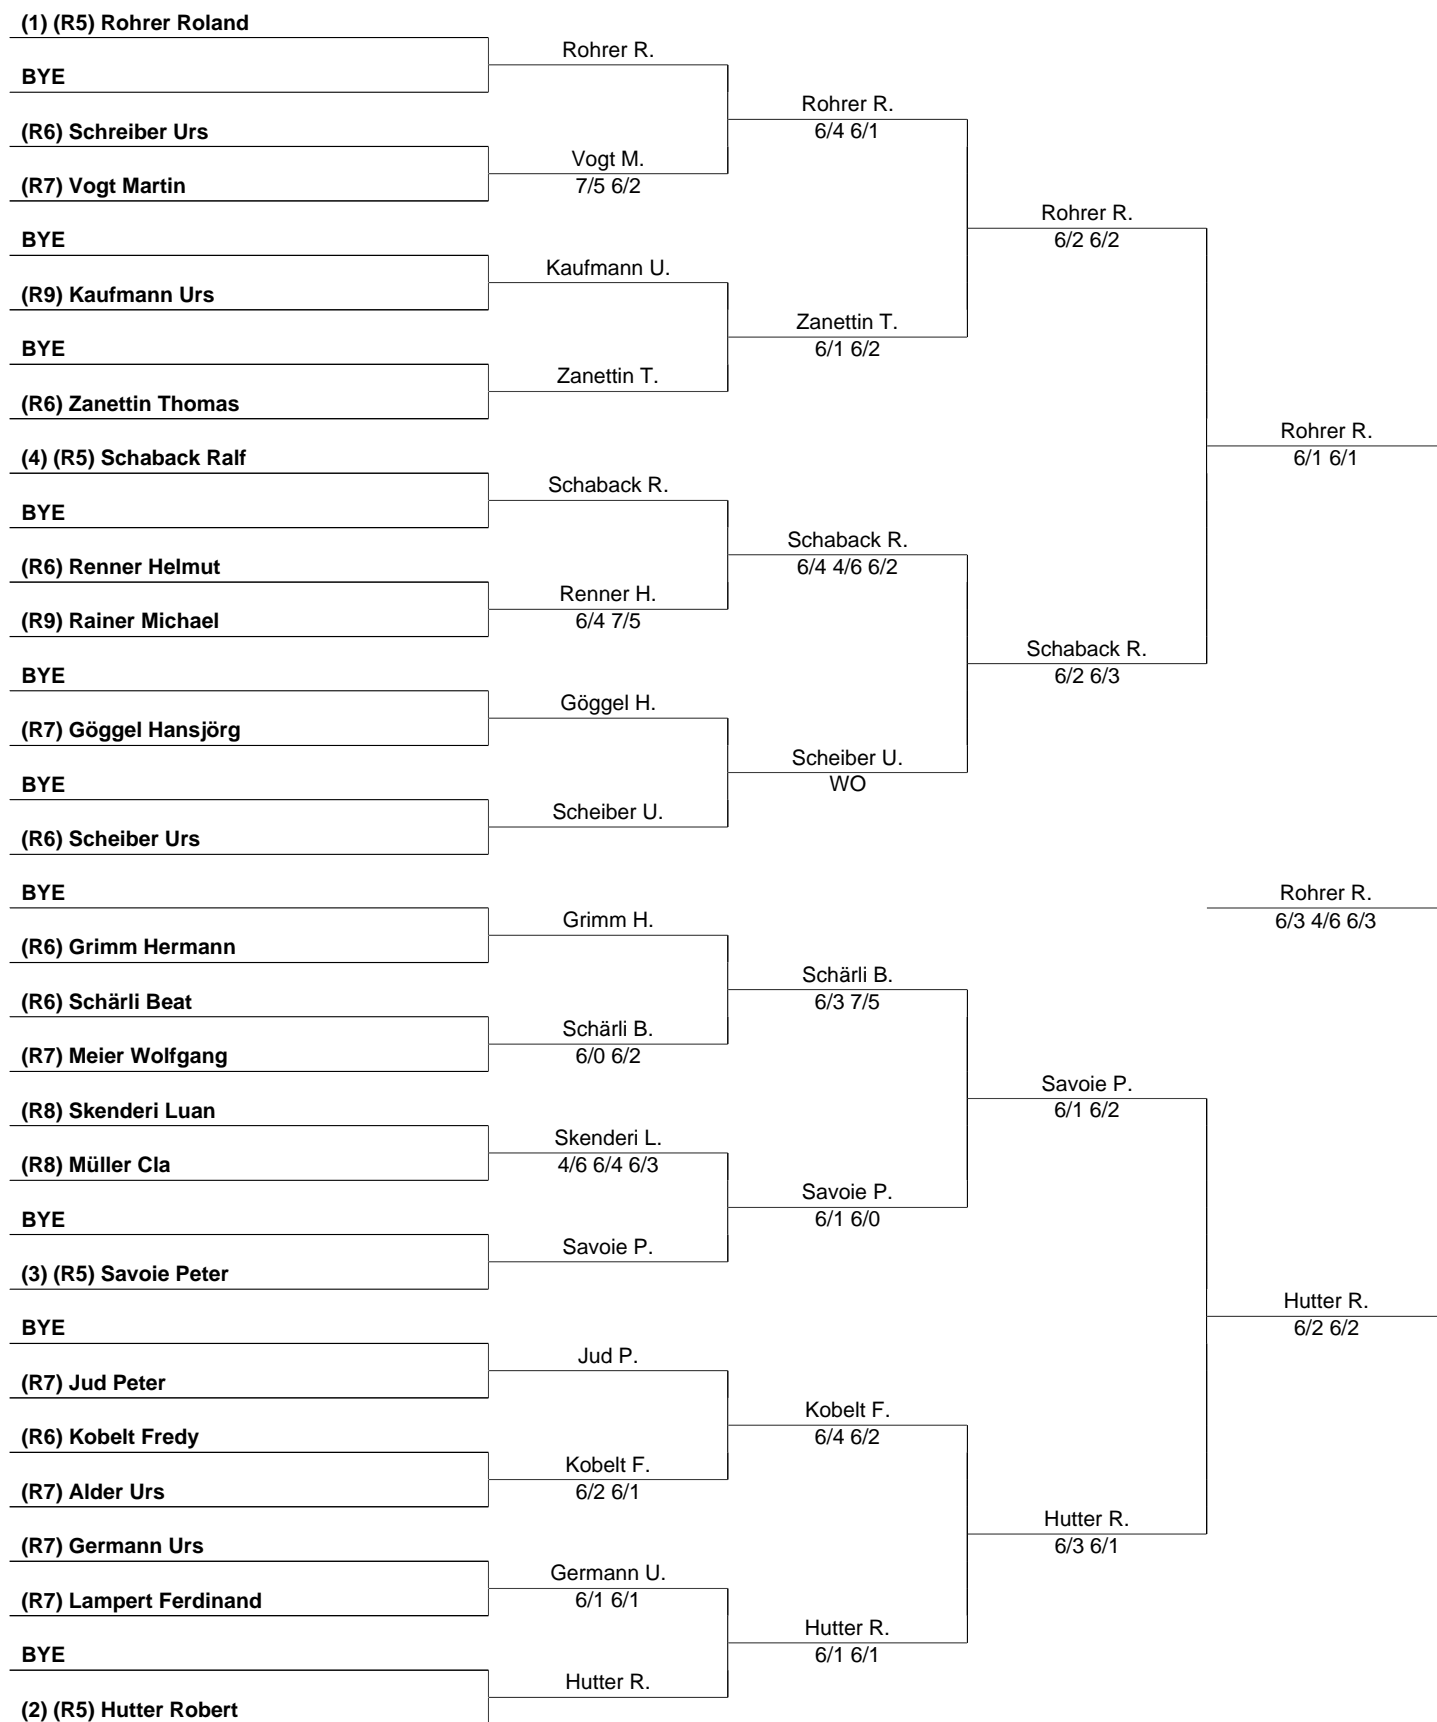 (1) (R5) Rohrer Roland
BYE
(R6) Schreiber Urs
(R7) Vogt Martin
BYE
(R9) Kaufmann Urs
BYE
(R6) Zanettin Thomas
(4) (R5) Schaback Ralf
BYE
(R6) Renner Helmut
(R9) Rainer Michael
BYE
(R7) Göggel Hansjörg
BYE
(R6) Scheiber Urs
BYE
(R6) Grimm Hermann
(R6) Schärli Beat
(R7) Meier Wolfgang
(R8) Skenderi Luan
(R8) Müller Cla
BYE
(3) (R5) Savoie Peter
BYE
(R7) Jud Peter
(R6) Kobelt Fredy
(R7) Alder Urs
(R7) Germann Urs
(R7) Lampert Ferdinand
BYE
(2) (R5) Hutter Robert
Rohrer R.
Vogt M.
7/5 6/2
Kaufmann U.
Zanettin T.
Schaback R.
Renner H.
6/4 7/5
Göggel H.
Scheiber U.
Grimm H.
Schärli B.
6/0 6/2
Skenderi L.
4/6 6/4 6/3
Savoie P.
Jud P.
Kobelt F.
6/2 6/1
Germann U.
6/1 6/1
Hutter R.
Rohrer R.
6/4 6/1
Zanettin T.
6/1 6/2
Schaback R.
6/4 4/6 6/2
Scheiber U.
WO
Schärli B.
6/3 7/5
Savoie P.
6/1 6/0
Kobelt F.
6/4 6/2
Hutter R.
6/1 6/1
Rohrer R.
6/2 6/2
Schaback R.
6/2 6/3
Savoie P.
6/1 6/2
Hutter R.
6/3 6/1
Rohrer R.
6/1 6/1
Rohrer R.
6/3 4/6 6/3
Hutter R.
6/2 6/2